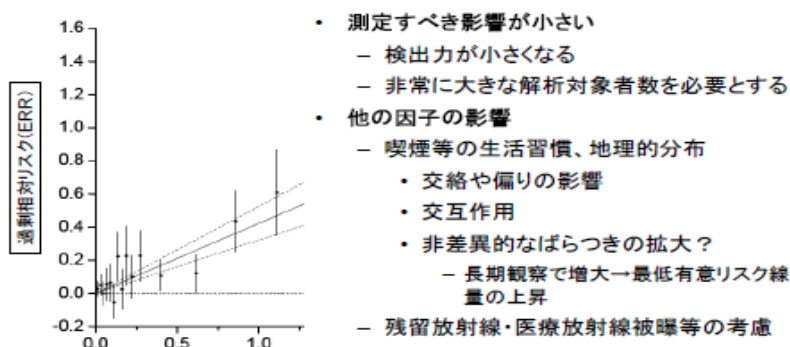 過剰相対リスク(ERR)
1.6
1.4
1.2
1.0
0.8
0.6
0.4
0.2
0.0
-0.2
0.0 0.5 1.0
• 測定すべき影響が小さい
– 検出力が小さくなる
– 非常に大きな解析対象者数を必要とする
• 他の因子の影響
– 喫煙等の生活習慣、地理的分布
• 交絡や偏りの影響
• 交互作用
• 非差異的なばらつきの拡大？
– 長期観察で増大→最低有意リスク線
量の上昇
– 残留放射線・医療放射線被曝等の考慮